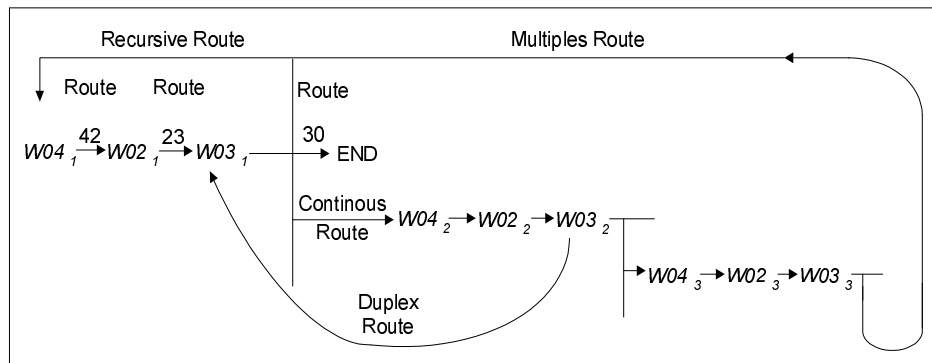 Recursive Route Multiples Route
Route Route Route
42 23 30
W04 1 W02 1 W03 1 END
Continous
Route
W04 2 W02 2 W03 2
W04 3 W02 3 W03 3
Duplex
Route